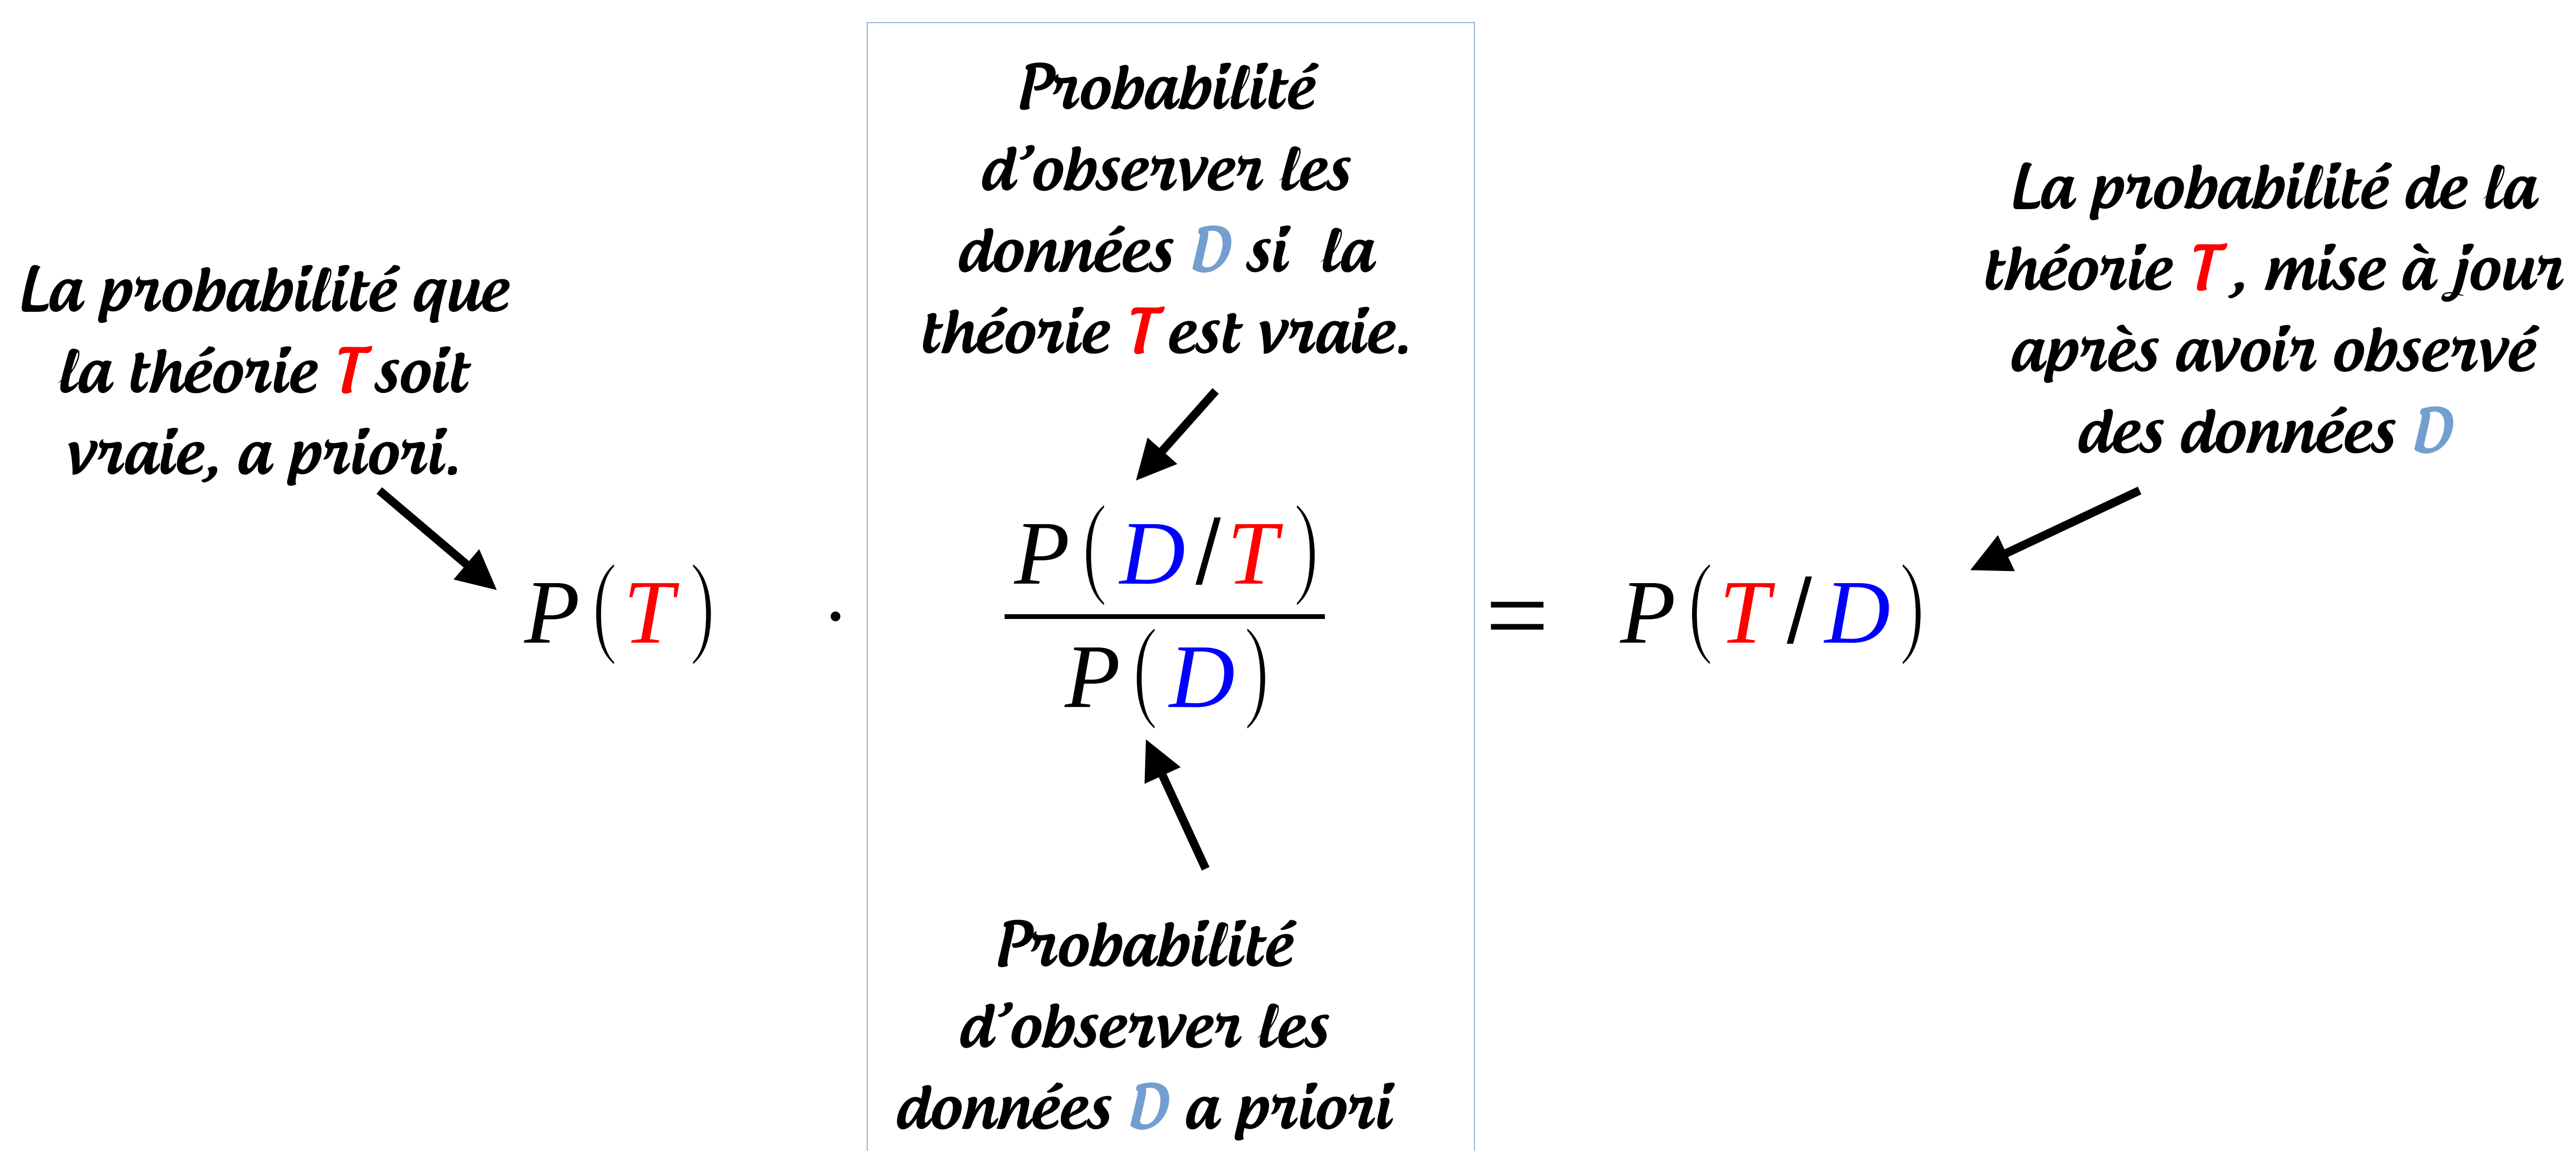 La probabilité que
la théorie T soit
vraie, a priori.
Probabilité
d’observer les
données D si la
théorie T est vraie.
La probabilité de la
théorie T , mise à jour
après avoir observé
des données D
P(T) · P(D/T) = P(T/D)
P(D)
Probabilité
d’observer les
données D a priori